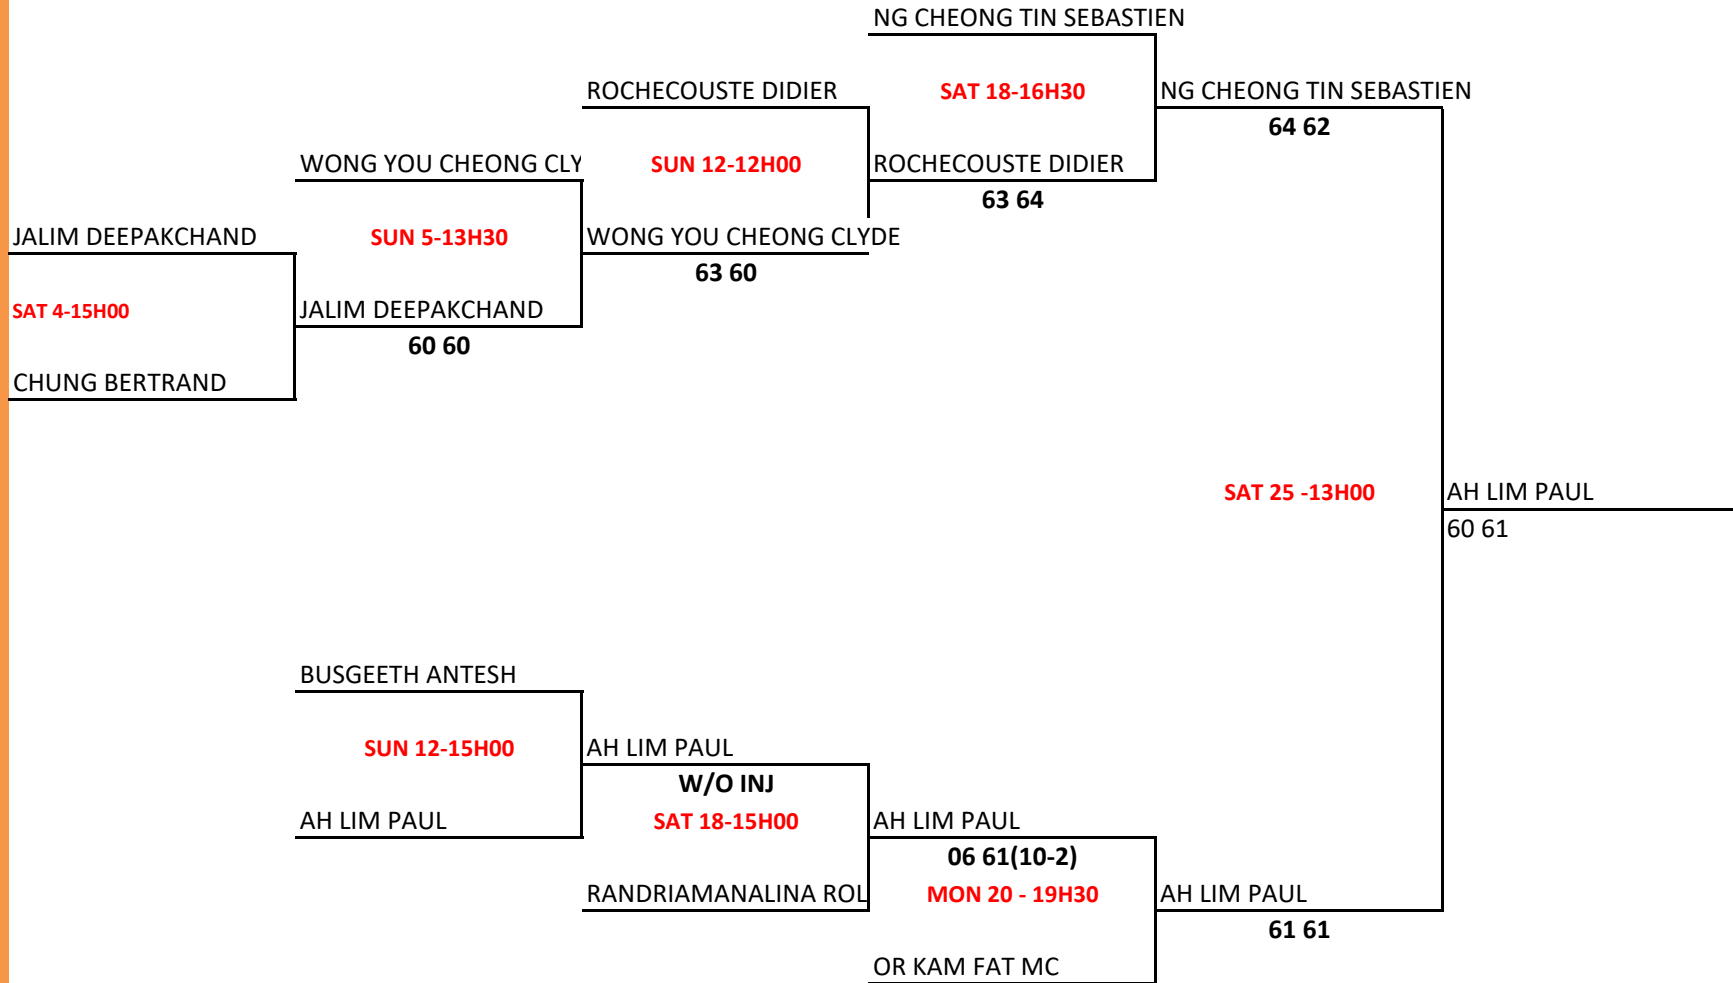 NG CHEONG TIN SEBASTIEN
ROCHECOUSTE DIDIER
SAT 18-16H30
NG CHEONG TIN SEBASTIEN
64 62
WONG YOU CHEONG CLY
SUN 12-12H00
ROCHECOUSTE DIDIER
63 64
JALIM DEEPAKCHAND
SUN 5-13H30
WONG YOU CHEONG CLYDE
63 60
SAT 4-15H00
JALIM DEEPAKCHAND
60 60
CHUNG BERTRAND
SAT 25 -13H00
AH LIM PAUL
60 61
BUSGEETH ANTESH
SUN 12-15H00
AH LIM PAUL
W/O INJ
AH LIM PAUL
SAT 18-15H00
AH LIM PAUL
06 61(10-2)
RANDRIAMANALINA ROL
MON 20 - 19H30
AH LIM PAUL
61 61
OR KAM FAT MC